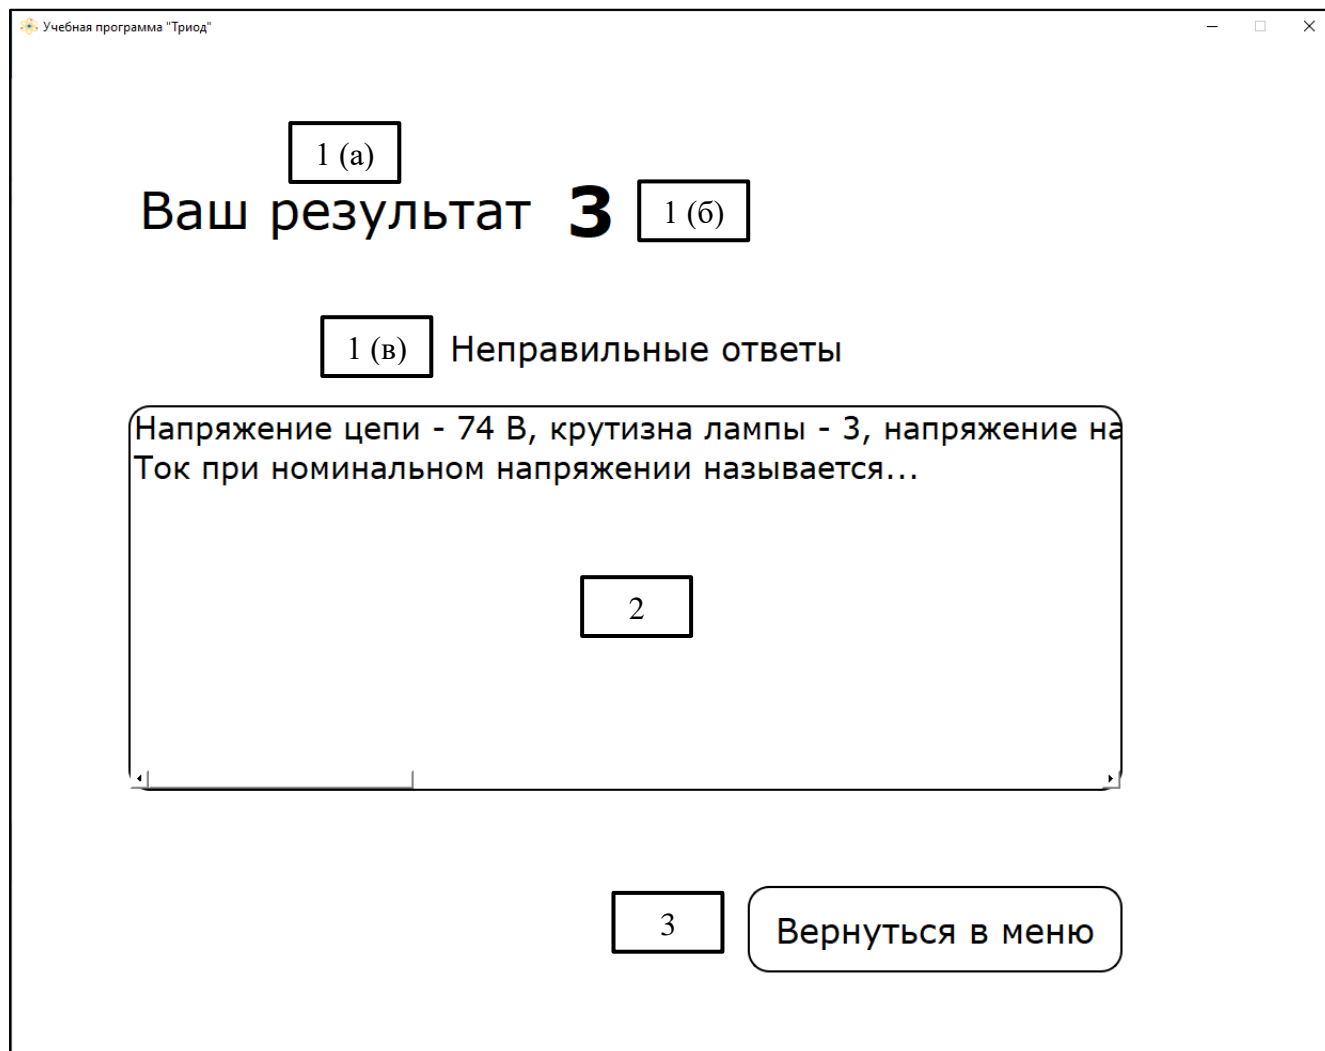 Учебная программа "Триод"
1 (а)
Ваш результат 3 1 (б)
1 (в) Неправильные ответы
Напряжение цепи - 74 В, крутизна лампы - 3, напряжение на
Ток при номинальном напряжении называется...
2
3 Вернуться в меню